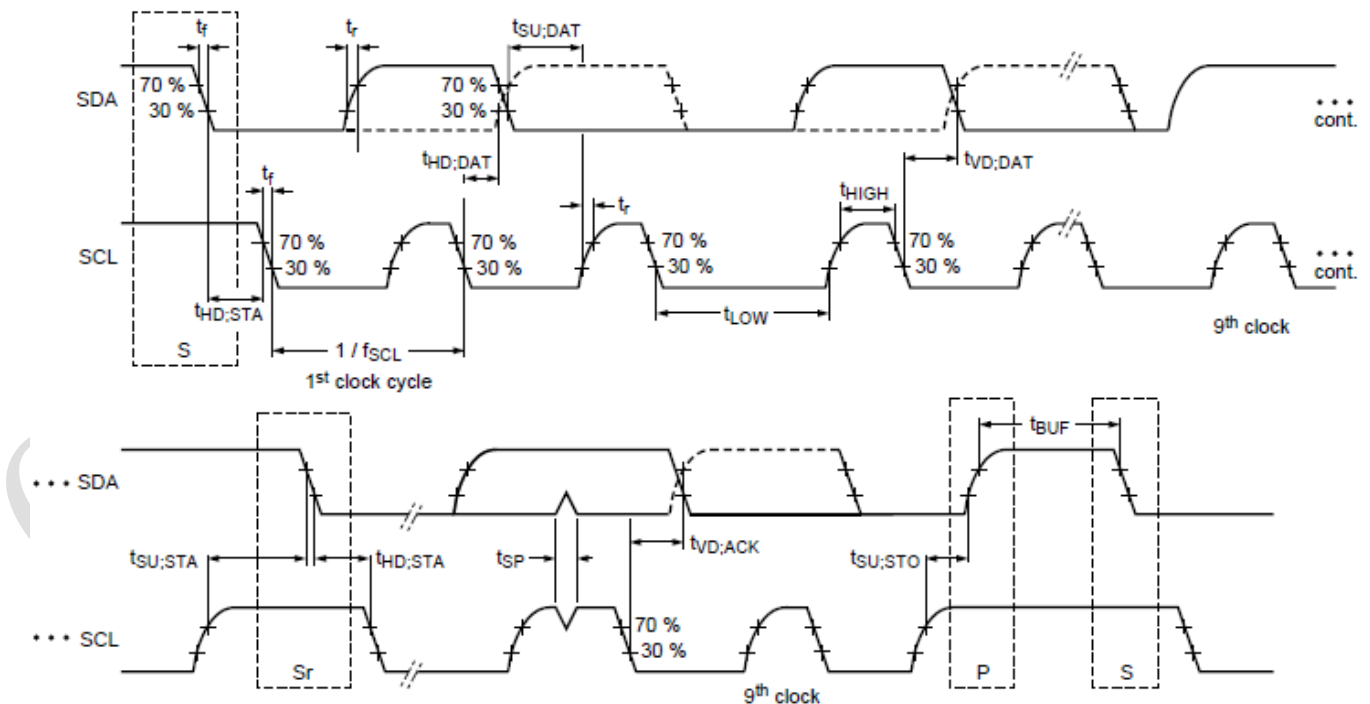 tf tr tSU;DAT
70 % 70 %
SDA
30 % 30 %
• • •
cont.
tHD;DAT tVD;DAT
tf tHIGH
tr
70 % 70 % 70 %
SCL
30 % 30 % 30 % 30 %
• • •
cont.
tHD;STA tLOW
9th clock
S 1 / fSCL
1st clock cycle
tBUF
• • • SDA
tSU;STA tHD;STA tSP tVD;ACK tSU;STO
70 %
• • • SCL
30 %
Sr P S
9th clock